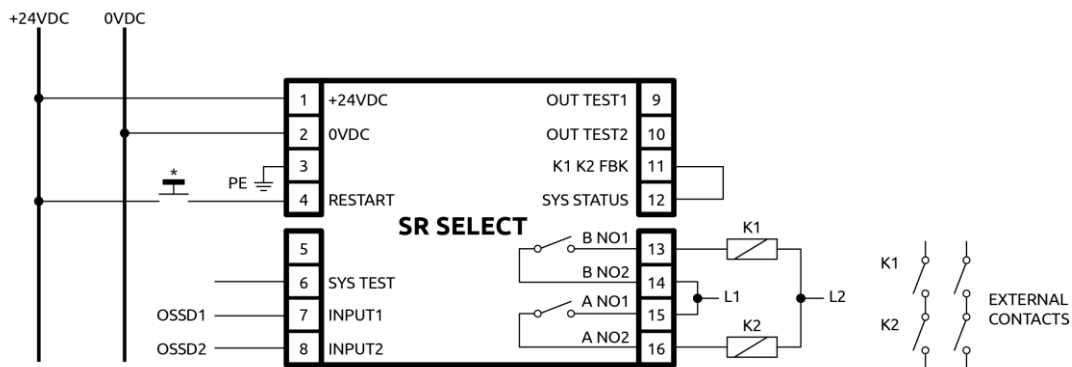 +24VDC 0VDC
1 +24VDC OUT TEST1 9
2 0VDC OUT TEST2 10
3 K1 K2 FBK 11
*
PE
4 RESTART SYS STATUS 12
SR SELECT
K1
5 B NO1 13
6 SYS TEST B NO2 14
L1 L2
OSSD1 7 INPUT1 A NO1 15
K2
OSSD2 8 INPUT2 A NO2 16
K1
K2
EXTERNAL
CONTACTS